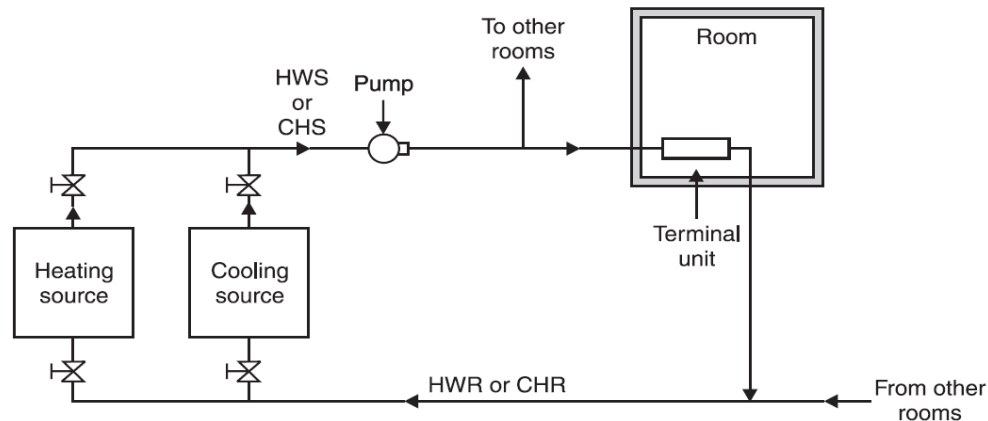 To other
rooms
Room
HWS
or
CHS
Pump
Terminal
unit
Heating
source
Cooling
source
HWR or CHR
From other
rooms